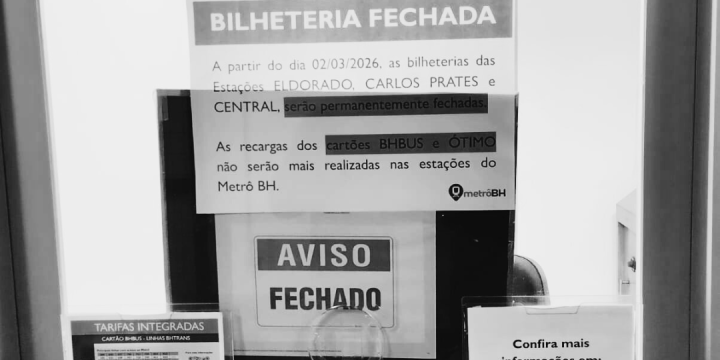 BILHETERIA FECHADA
A partir do dia 02/03/2026, as bilheterias das
Estações ELDORADO, CARLOS PRATES e
CENTRAL, serão permanentemente fechadas.
As recargas dos cartões BHBUS e ÓTIMO
não serão mais realizadas nas estações do
Metrô BH.
metrôBH
AVISO
FECHADO
TARIFAS INTEGRADAS
CARTÃO BHBUS - LINHAS BHTRANS
Confira mais
informações em: